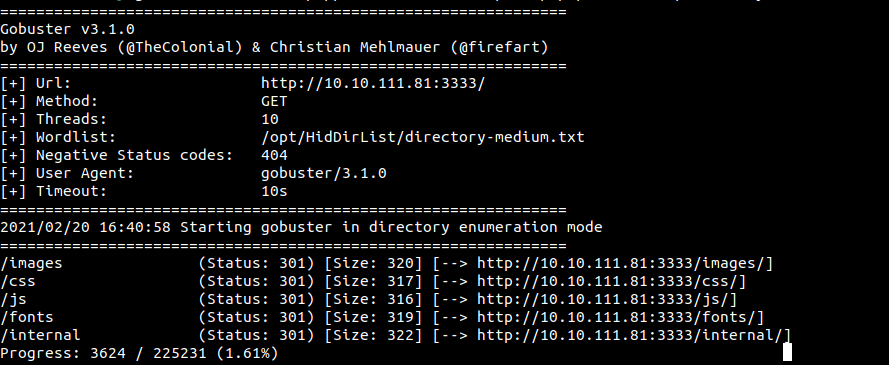 ===============================================================
Gobuster v3.1.0
by OJ Reeves (@TheColonial) & Christian Mehlmauer (@firefart)
===============================================================
[+] Url:                     http://10.10.111.81:3333/
[+] Method:                  GET
[+] Threads:                 10
[+] Wordlist:                /opt/HidDirList/directory-medium.txt
[+] Negative Status codes:   404
[+] User Agent:              gobuster/3.1.0
[+] Timeout:                 10s
===============================================================
2021/02/20 16:40:58 Starting gobuster in directory enumeration mode
===============================================================
/images               (Status: 301) [Size: 320] [--> http://10.10.111.81:3333/images/]
/css                  (Status: 301) [Size: 317] [--> http://10.10.111.81:3333/css/]
/js                   (Status: 301) [Size: 316] [--> http://10.10.111.81:3333/js/]
/fonts                (Status: 301) [Size: 319] [--> http://10.10.111.81:3333/fonts/]
/internal             (Status: 301) [Size: 322] [--> http://10.10.111.81:3333/internal/]
Progress: 3624 / 225231 (1.61%)